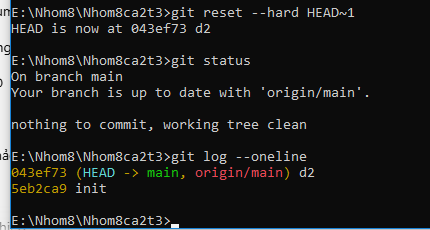 E:\Nhom8\Nhom8ca2t3>git reset --hard HEAD~1
HEAD is now at 043ef73 d2
E:\Nhom8\Nhom8ca2t3>git status
On branch main
Your branch is up to date with 'origin/main'.
nothing to commit, working tree clean
E:\Nhom8\Nhom8ca2t3>git log --oneline
043ef73 (HEAD -> main, origin/main) d2
5eb2ca9 init
E:\Nhom8\Nhom8ca2t3>